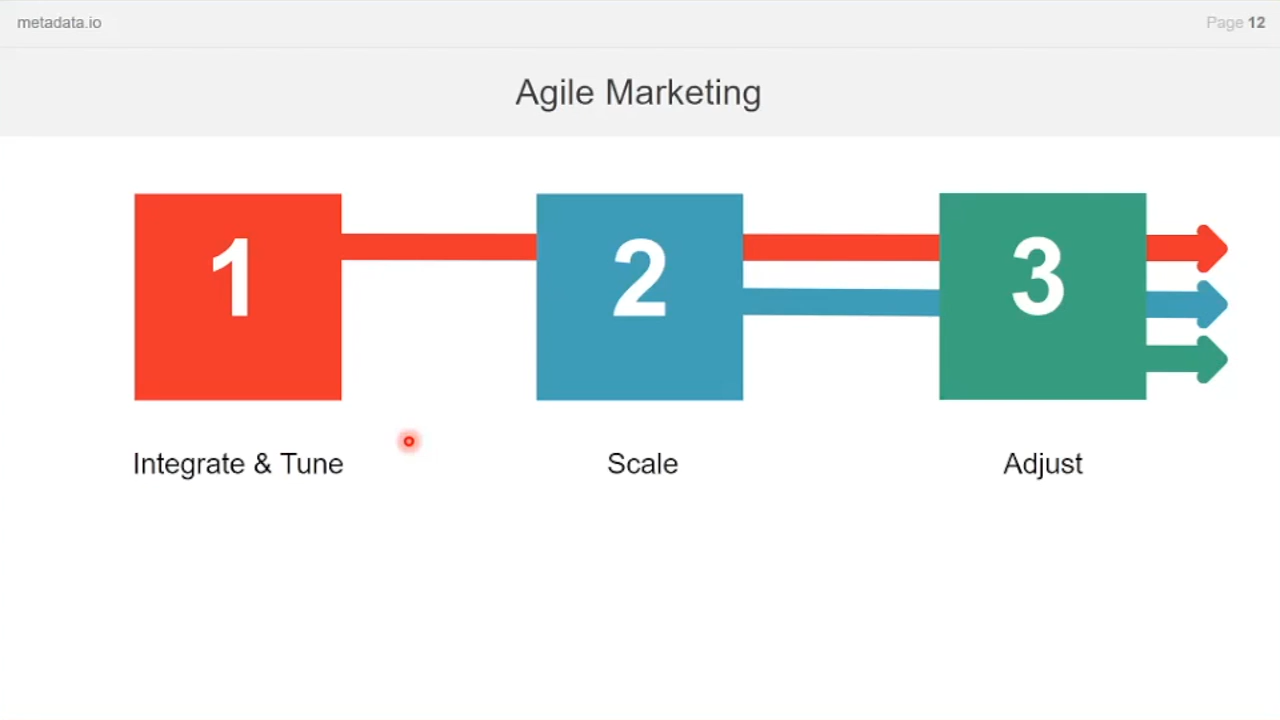 metadata.io
Page 12
Agile Marketing
1
2
3
Integrate & Tune
Scale
Adjust